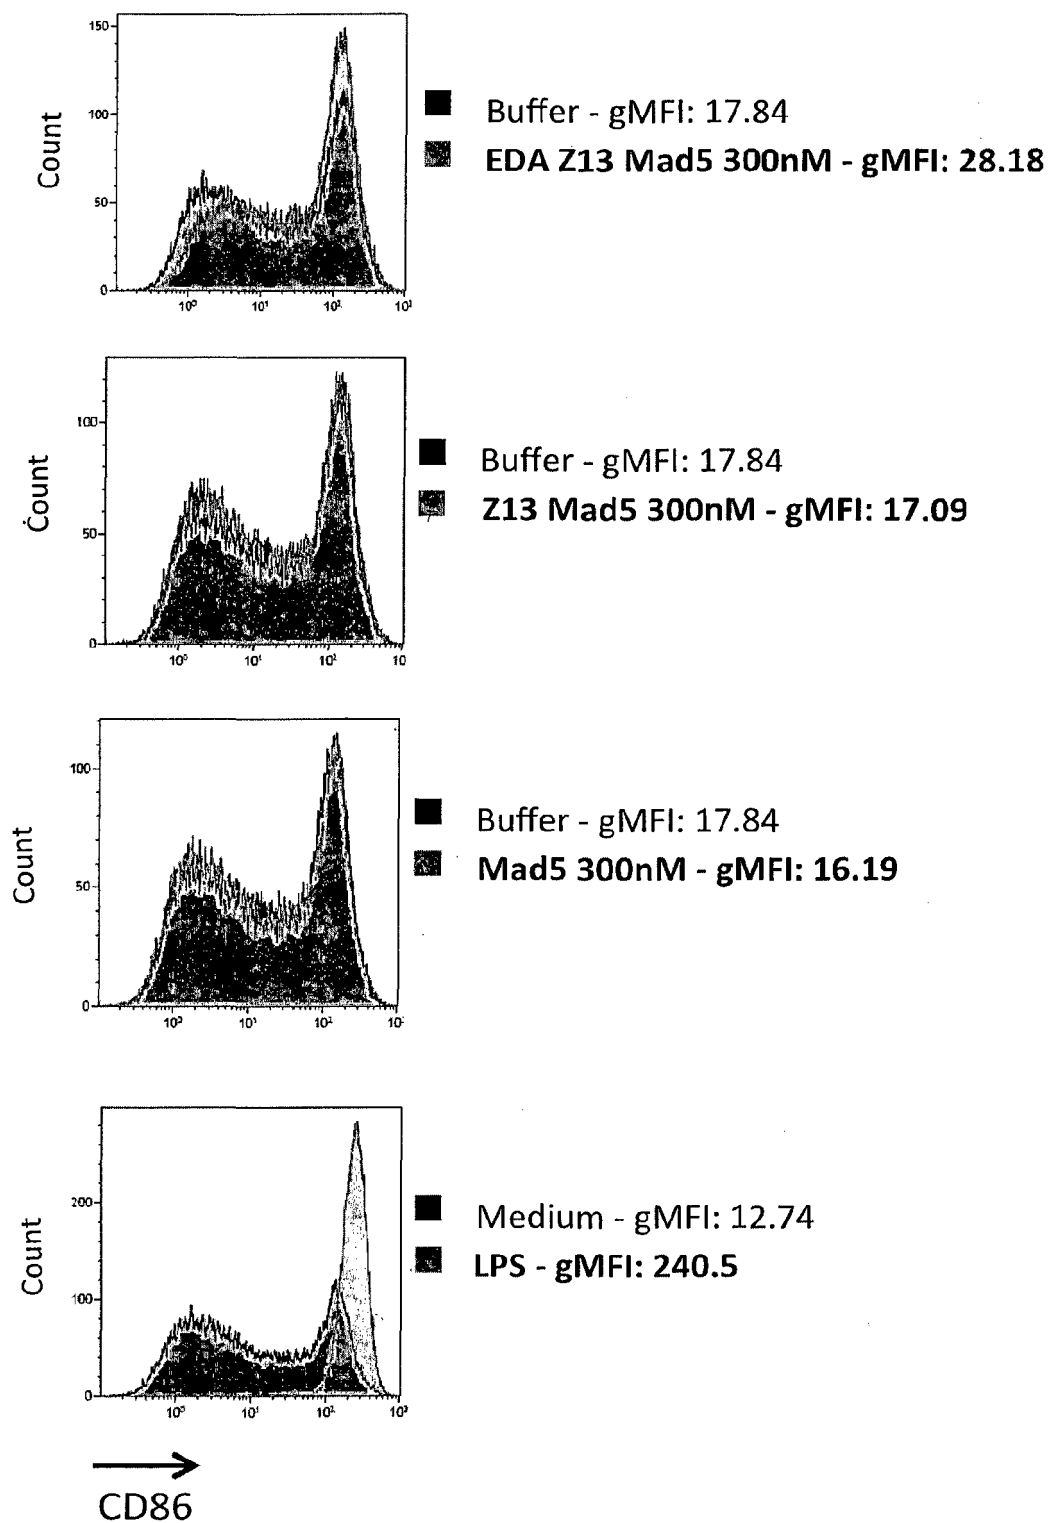 150
100
50
0
10⁰ 10¹ 10² 10³
Count
Buffer - gMFI: 17.84
EDA Z13 Mad5 300nM - gMFI: 28.18
100
50
0
10⁰ 10¹ 10² 10
Count
Buffer - gMFI: 17.84
Z13 Mad5 300nM - gMFI: 17.09
100
50
0
10⁰ 10¹ 10² 10
Count
Buffer - gMFI: 17.84
Mad5 300nM - gMFI: 16.19
200
100
0
10⁰ 10¹ 10² 10³
Count
Medium - gMFI: 12.74
LPS - gMFI: 240.5
CD86